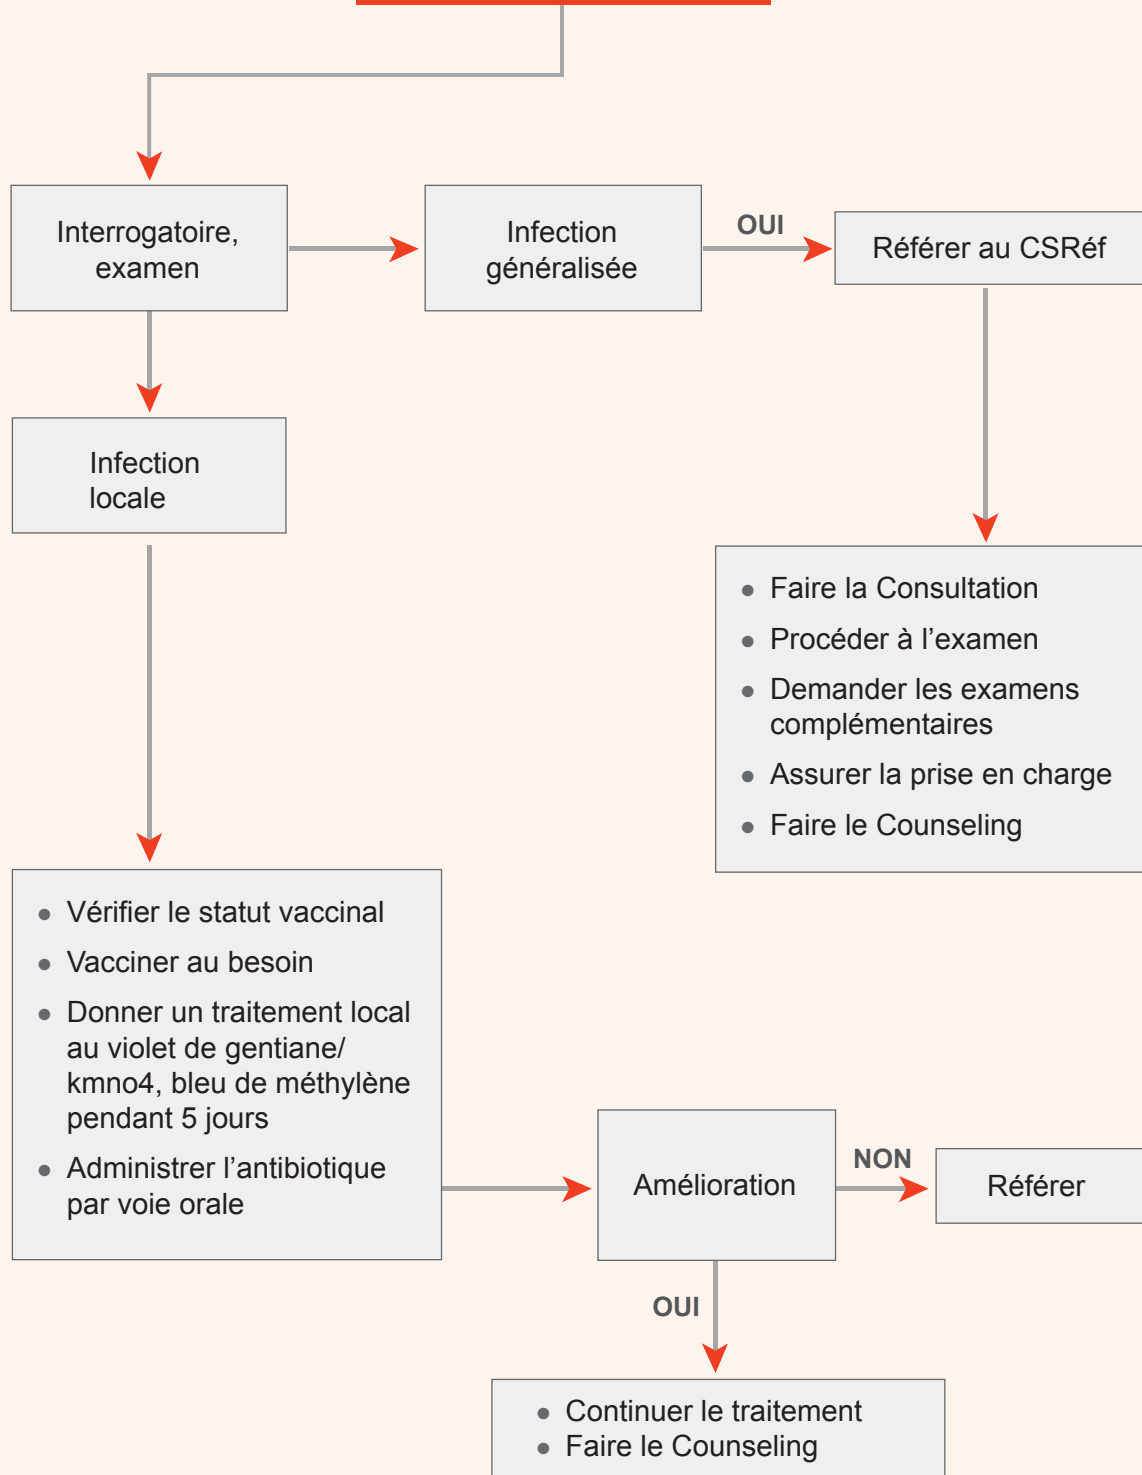 Interrogatoire,
examen
Infection
généralisée
OUI
Référer au CSRéf
Infection
locale
• Faire la Consultation
• Procéder à l’examen
• Demander les examens
complémentaires
• Assurer la prise en charge
• Faire le Counseling
• Vérifier le statut vaccinal
• Vacciner au besoin
• Donner un traitement local
au violet de gentiane/
kmno4, bleu de méthylène
pendant 5 jours
• Administrer l’antibiotique
par voie orale
Amélioration
NON
Référer
OUI
• Continuer le traitement
• Faire le Counseling